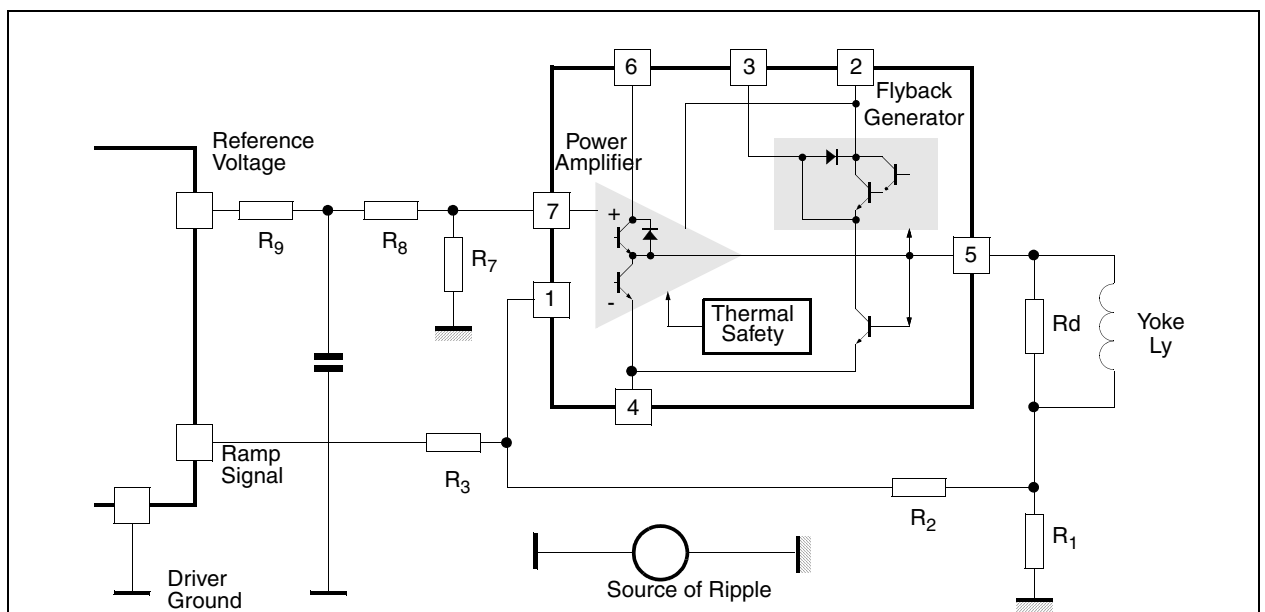 6
3
2
Flyback
Generator
Reference
Voltage
Power
Amplifier
7
+
R9
R8
R7
5
1
-
Thermal
Safety
Rd
Yoke
Ly
4
Ramp
Signal
R3
R2
R1
Driver
Ground
Source of Ripple